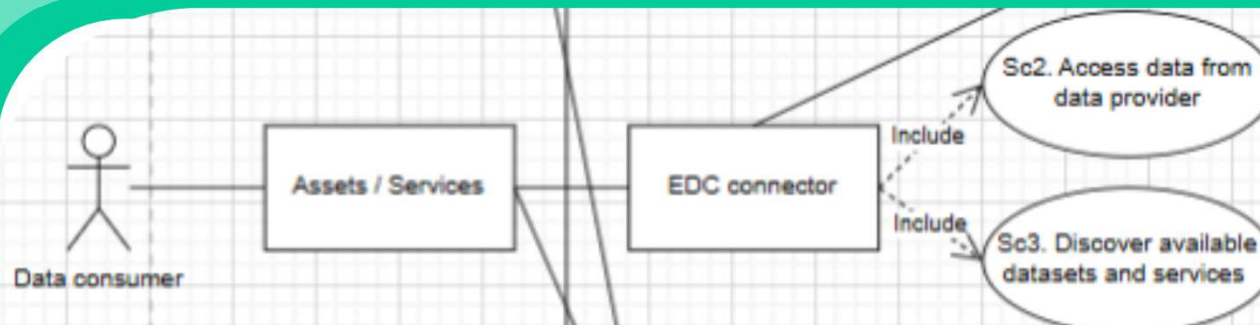 Sc2. Access data from
data provider
Include
Assets / Services
EDC connector
Include
Sc3. Discover available
datasets and services
Data consumer